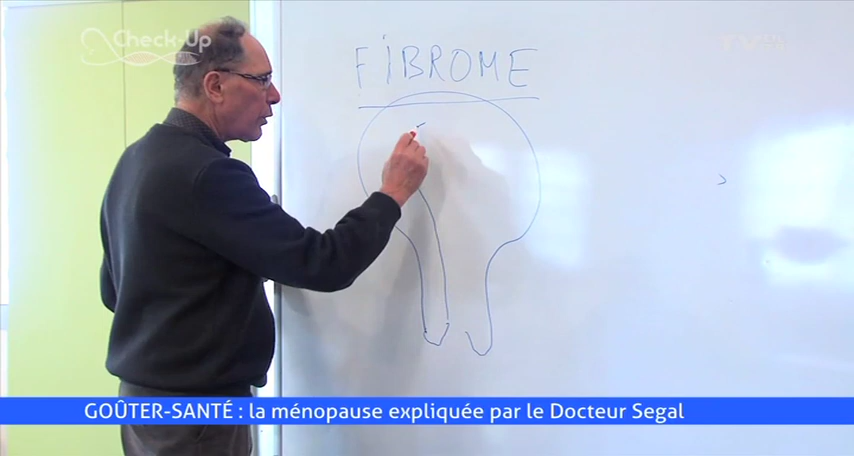 Check-Up
FIBROME
GOÛTER-SANTÉ : la ménopause expliquée par le Docteur Segal